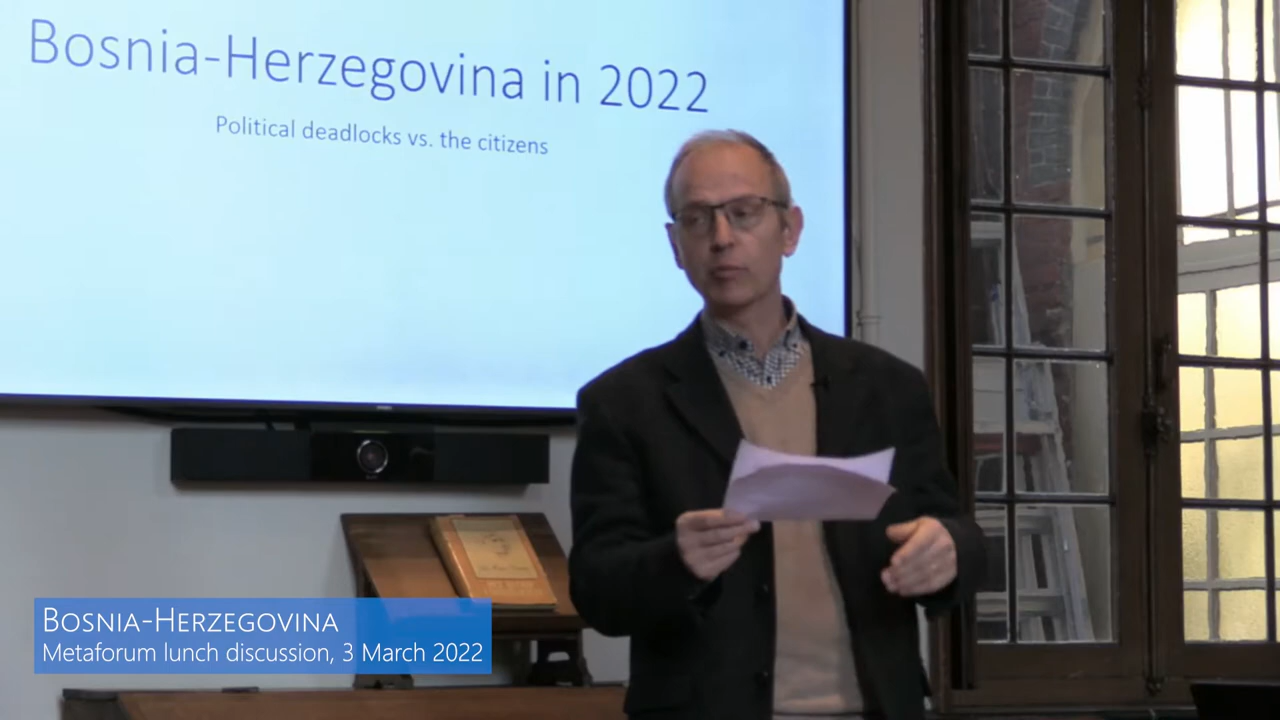 Bosnia-Herzegovina in 2022
Political deadlocks vs. the citizens
BOSNIA-HERZEGOVINA
Metaforum lunch discussion, 3 March 2022